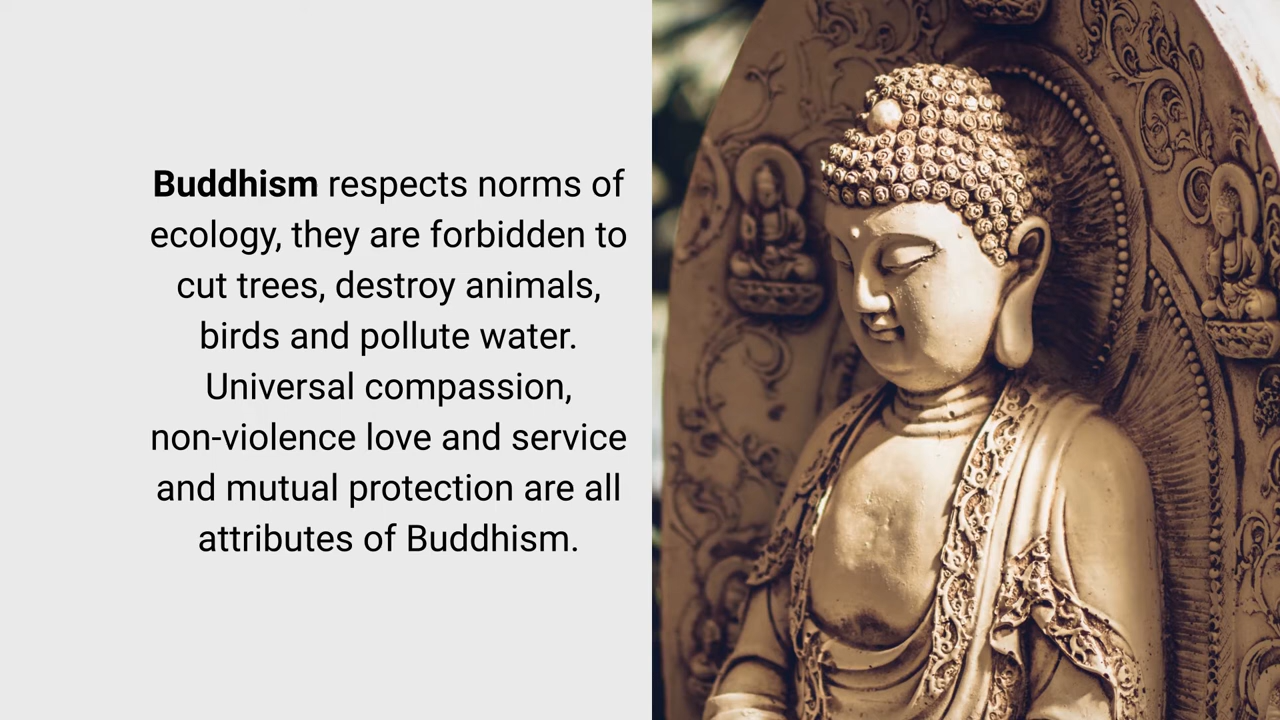 Buddhism respects norms of
ecology, they are forbidden to
cut trees, destroy animals,
birds and pollute water.
Universal compassion,
non-violence love and service
and mutual protection are all
attributes of Buddhism.